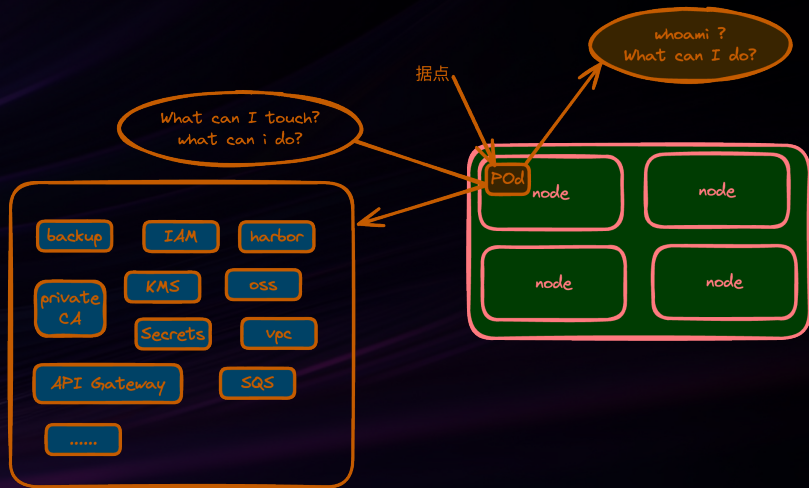 whoami ?
What can I do?
据点
What can I touch?
what can i do?
POd
node
node
node
node
backup
IAM
harbor
private
CA
KMS
oss
Secrets
vpc
API Gateway
SQS
......